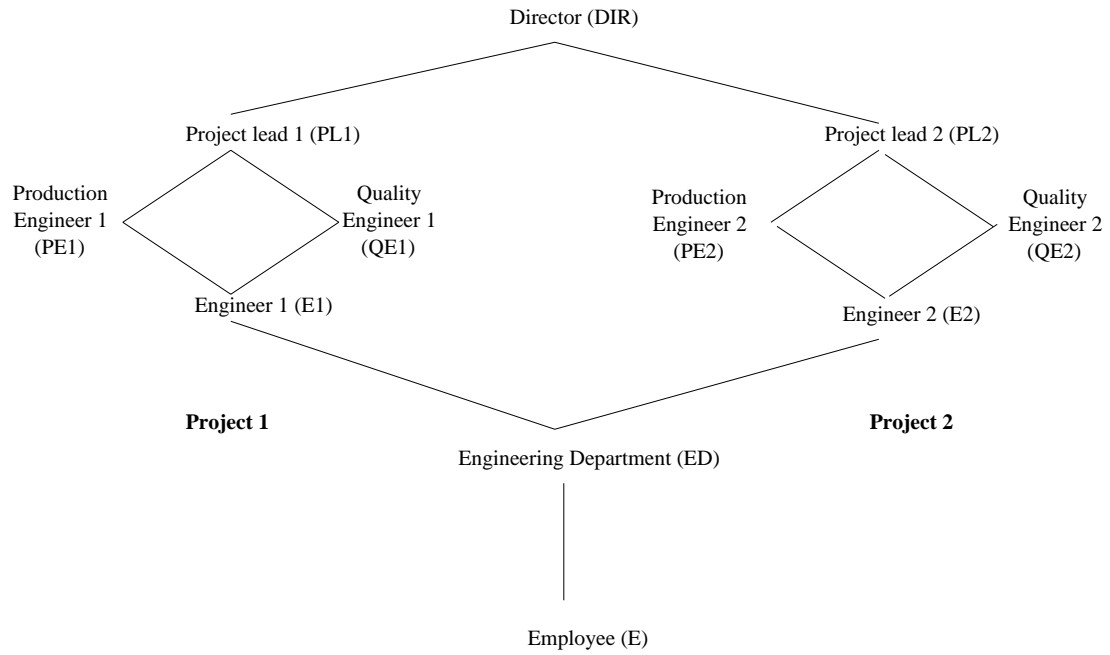 Director (DIR)
Project lead 1 (PL1)
Project lead 2 (PL2)
Production
Engineer 1
(PE1)
Quality
Engineer 1
(QE1)
Production
Engineer 2
(PE2)
Quality
Engineer 2
(QE2)
Engineer 1 (E1)
Engineer 2 (E2)
Project 1
Project 2
Engineering Department (ED)
Employee (E)